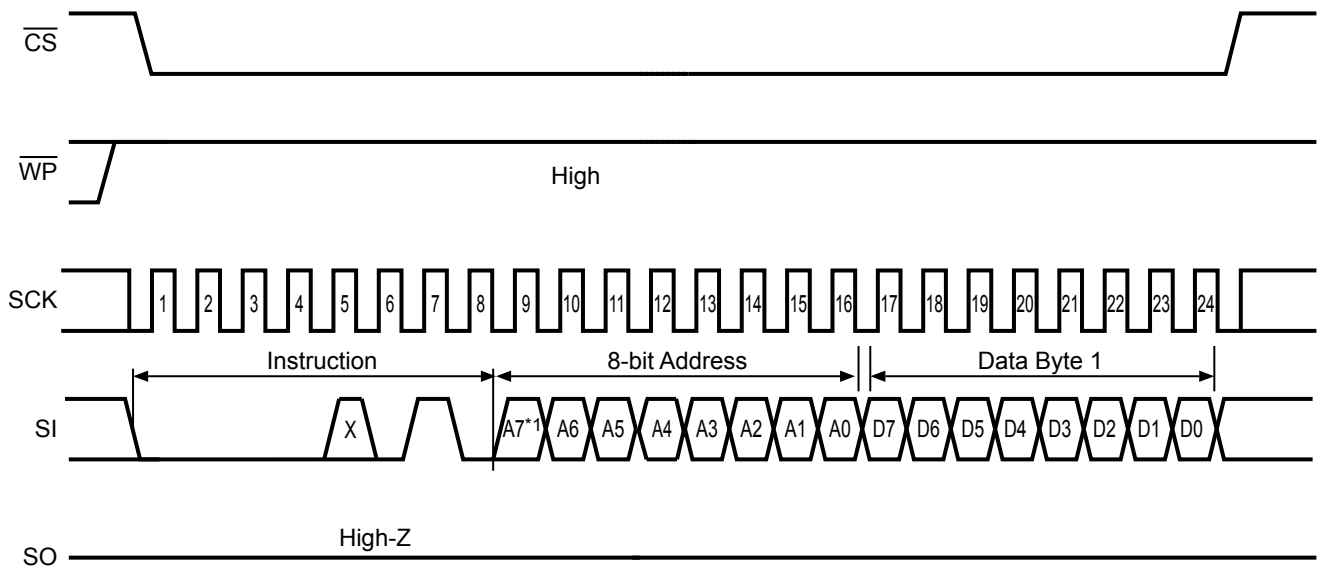 CS
WP
High
SCK 1 2 3 4 5 6 7 8 9 10 11 12 13 14 15 16 17 18 19 20 21 22 23 24
Instruction 8-bit Address Data Byte 1
SI X A7*1 A6 A5 A4 A3 A2 A1 A0 D7 D6 D5 D4 D3 D2 D1 D0
High-Z
SO